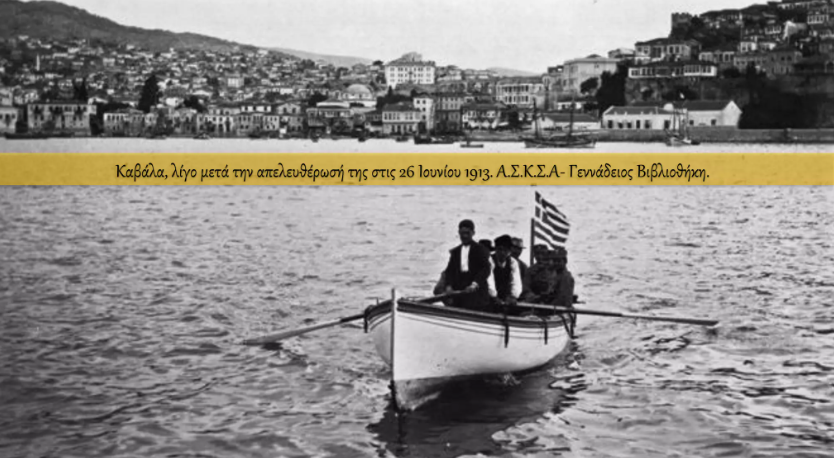 Καβάλα, λίγο μετά την απελευθέρωσή της στις 26 Ιουνίου 1913. Α.Σ.Κ.Σ.Α- Γεννάδειος Βιβλιοθήκη.